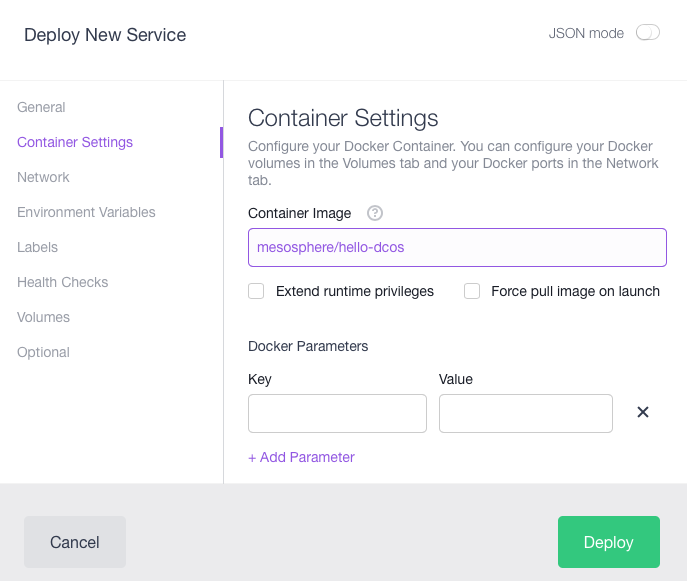 Deploy New Service
JSON mode
General
Container Settings
Network
Environment Variables
Labels
Health Checks
Volumes
Optional
Container Settings
Configure your Docker Container. You can configure your Docker
volumes in the Volumes tab and your Docker ports in the Network
tab.
Container Image ?
mesosphere/hello-dcos
Extend runtime privileges Force pull image on launch
Docker Parameters
Key Value
+ Add Parameter
Cancel Deploy